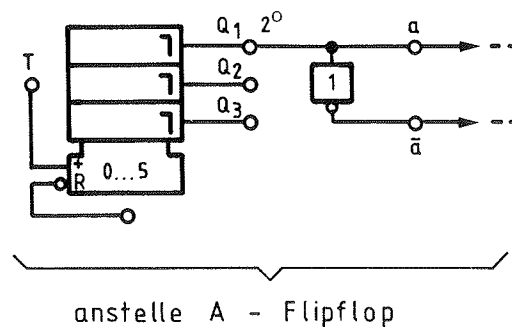 Q1 2⁰ a
T Q2
1
Q3
+
R 0...5 ā
anstelle A - Flipflop